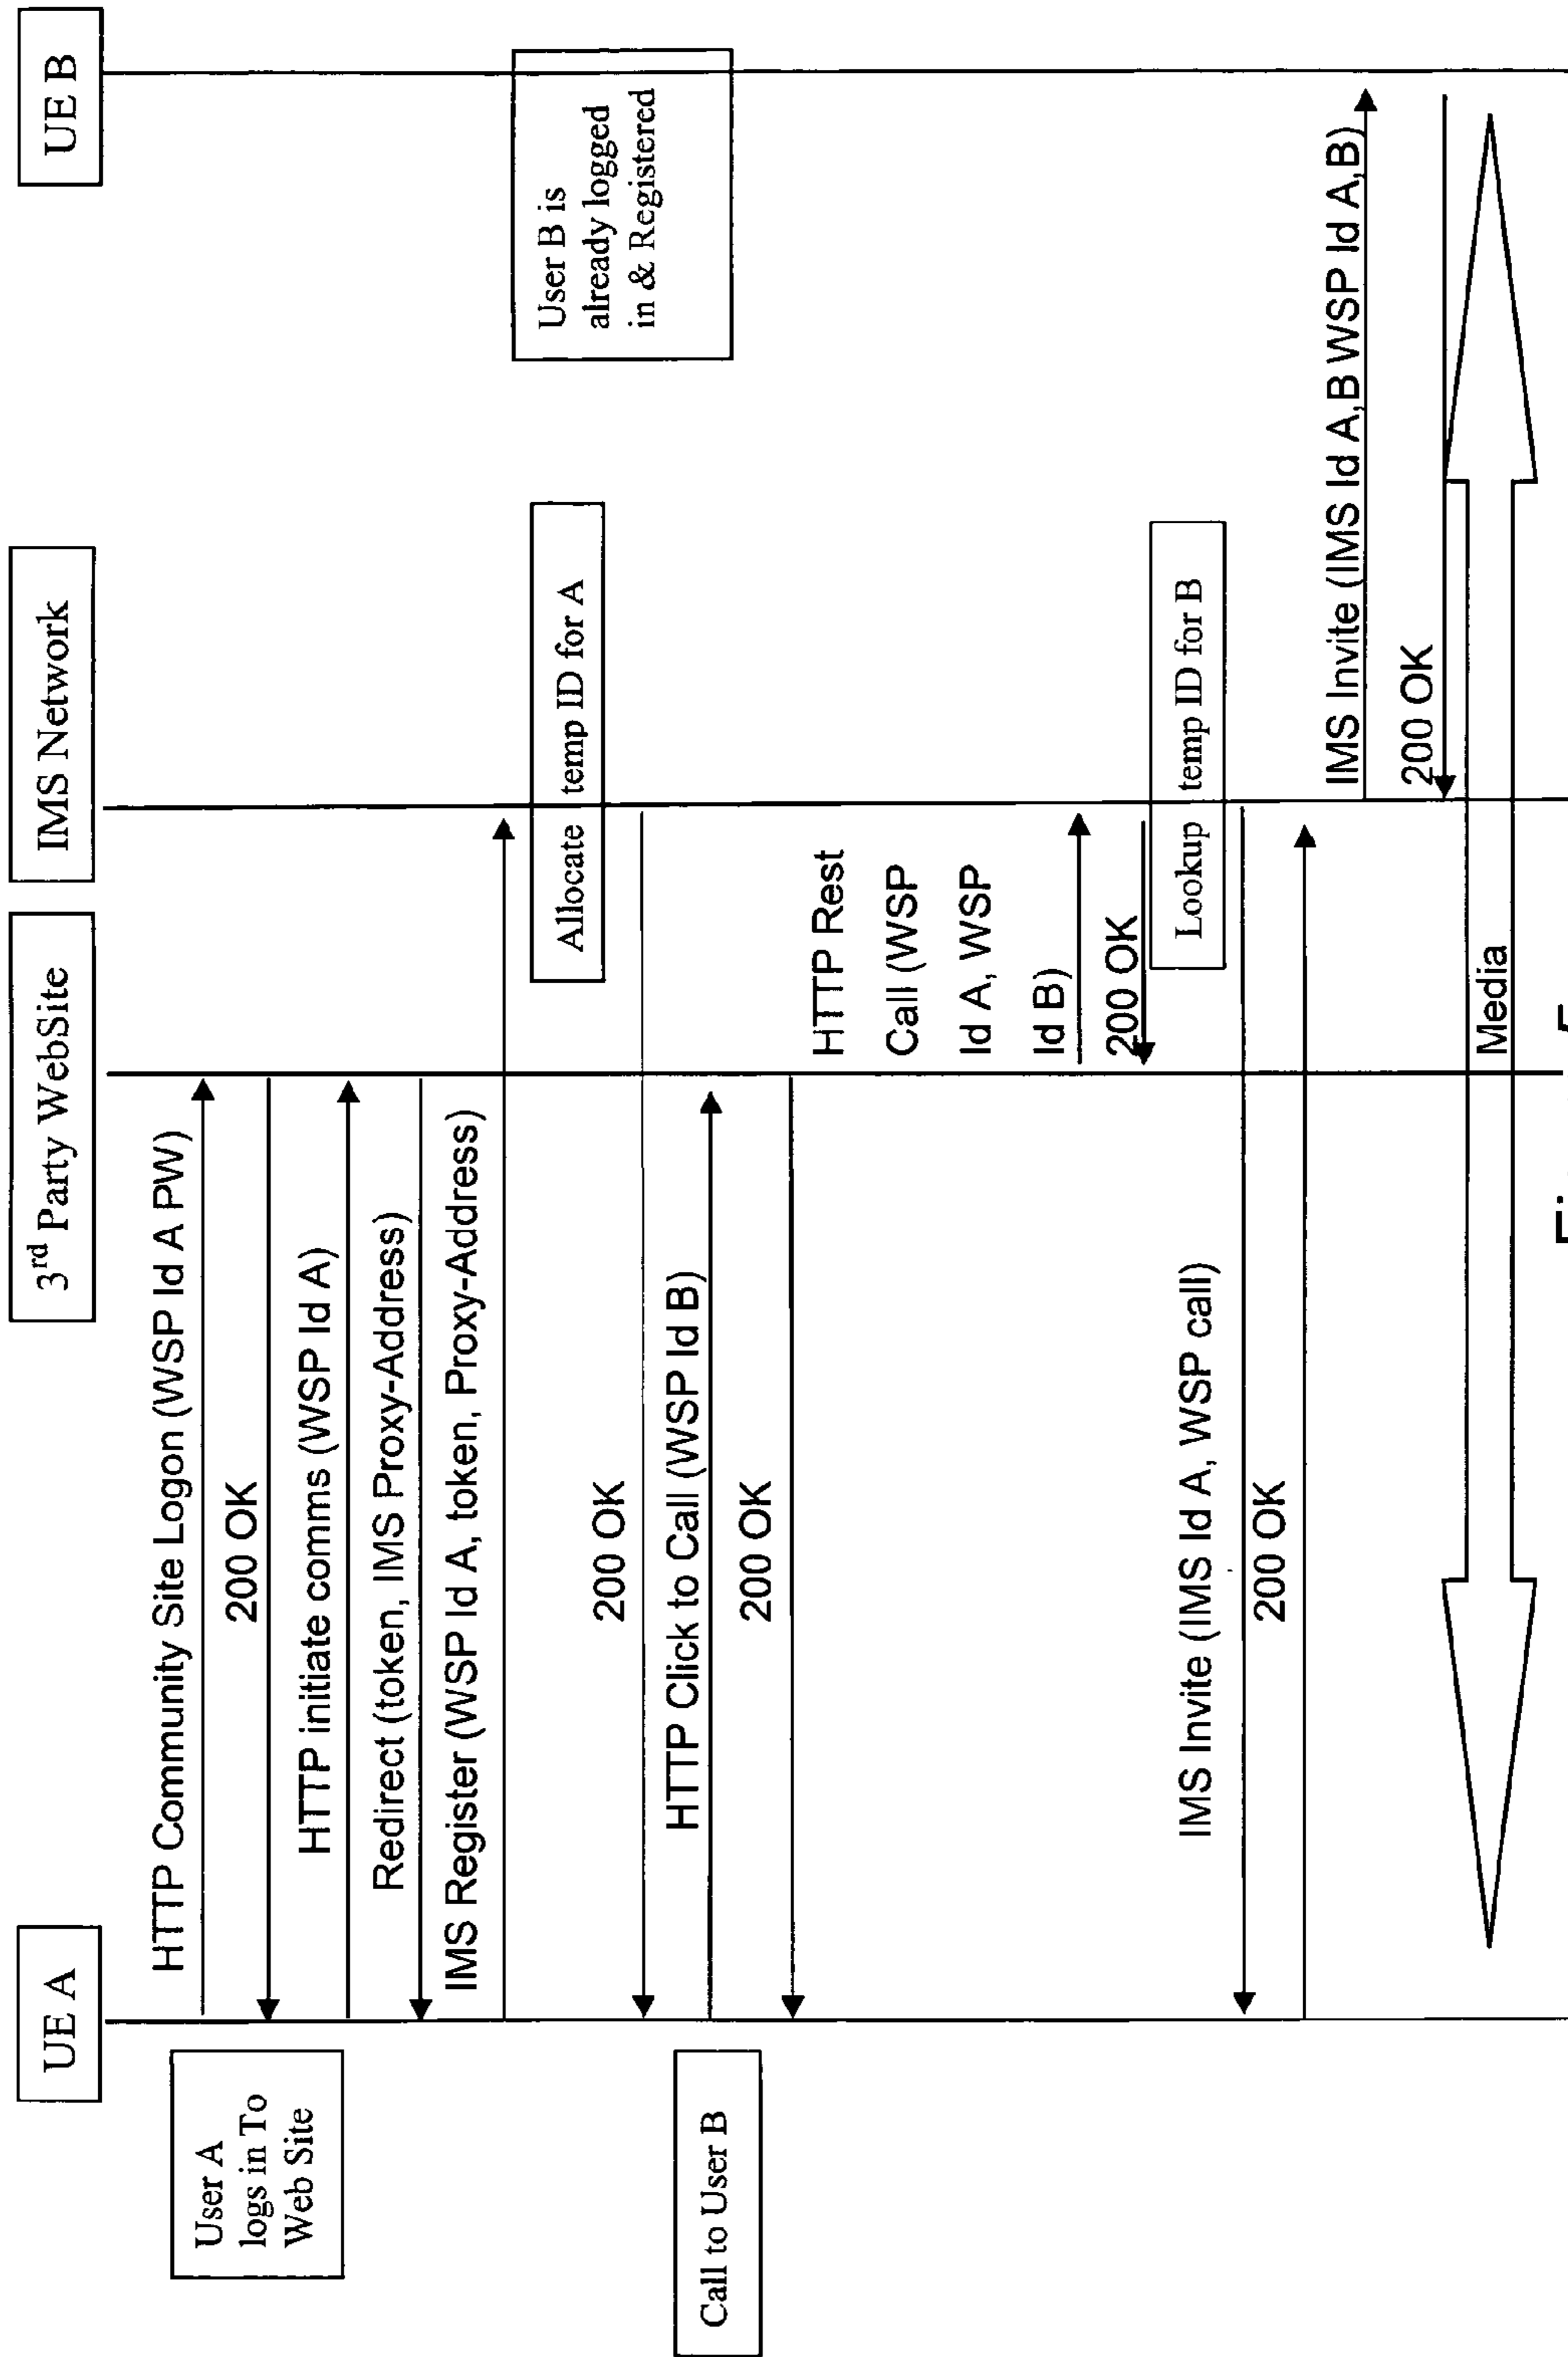 UE A
3rd Party WebSite
IMS Network
UE B
User A
logs in To
Web Site
HTTP Community Site Logon (WSP Id A PW)
200 OK
HTTP initiate comms (WSP Id A)
Redirect (token, IMS Proxy-Address)
IMS Register (WSP Id A, token, Proxy-Address)
Allocate temp ID for A
User B is
already logged
in & Registered
200 OK
Call to User B
HTTP Click to Call (WSP Id B)
200 OK
HTTP Rest
Call (WSP
Id A, WSP
Id B)
200 OK
Lookup temp ID for B
IMS Invite (IMS Id A, WSP call)
200 OK
IMS Invite (IMS Id A,B WSP Id A,B)
200 OK
Media